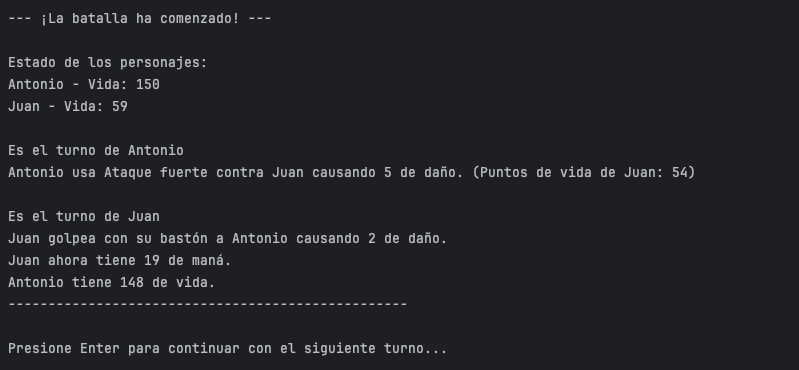 --- ¡La batalla ha comenzado! ---
Estado de los personajes:
Antonio - Vida: 150
Juan - Vida: 59
Es el turno de Antonio
Antonio usa Ataque fuerte contra Juan causando 5 de daño. (Puntos de vida de Juan: 54)
Es el turno de Juan
Juan golpea con su bastón a Antonio causando 2 de daño.
Juan ahora tiene 19 de maná.
Antonio tiene 148 de vida.
--------------------------------------------------
Presione Enter para continuar con el siguiente turno...